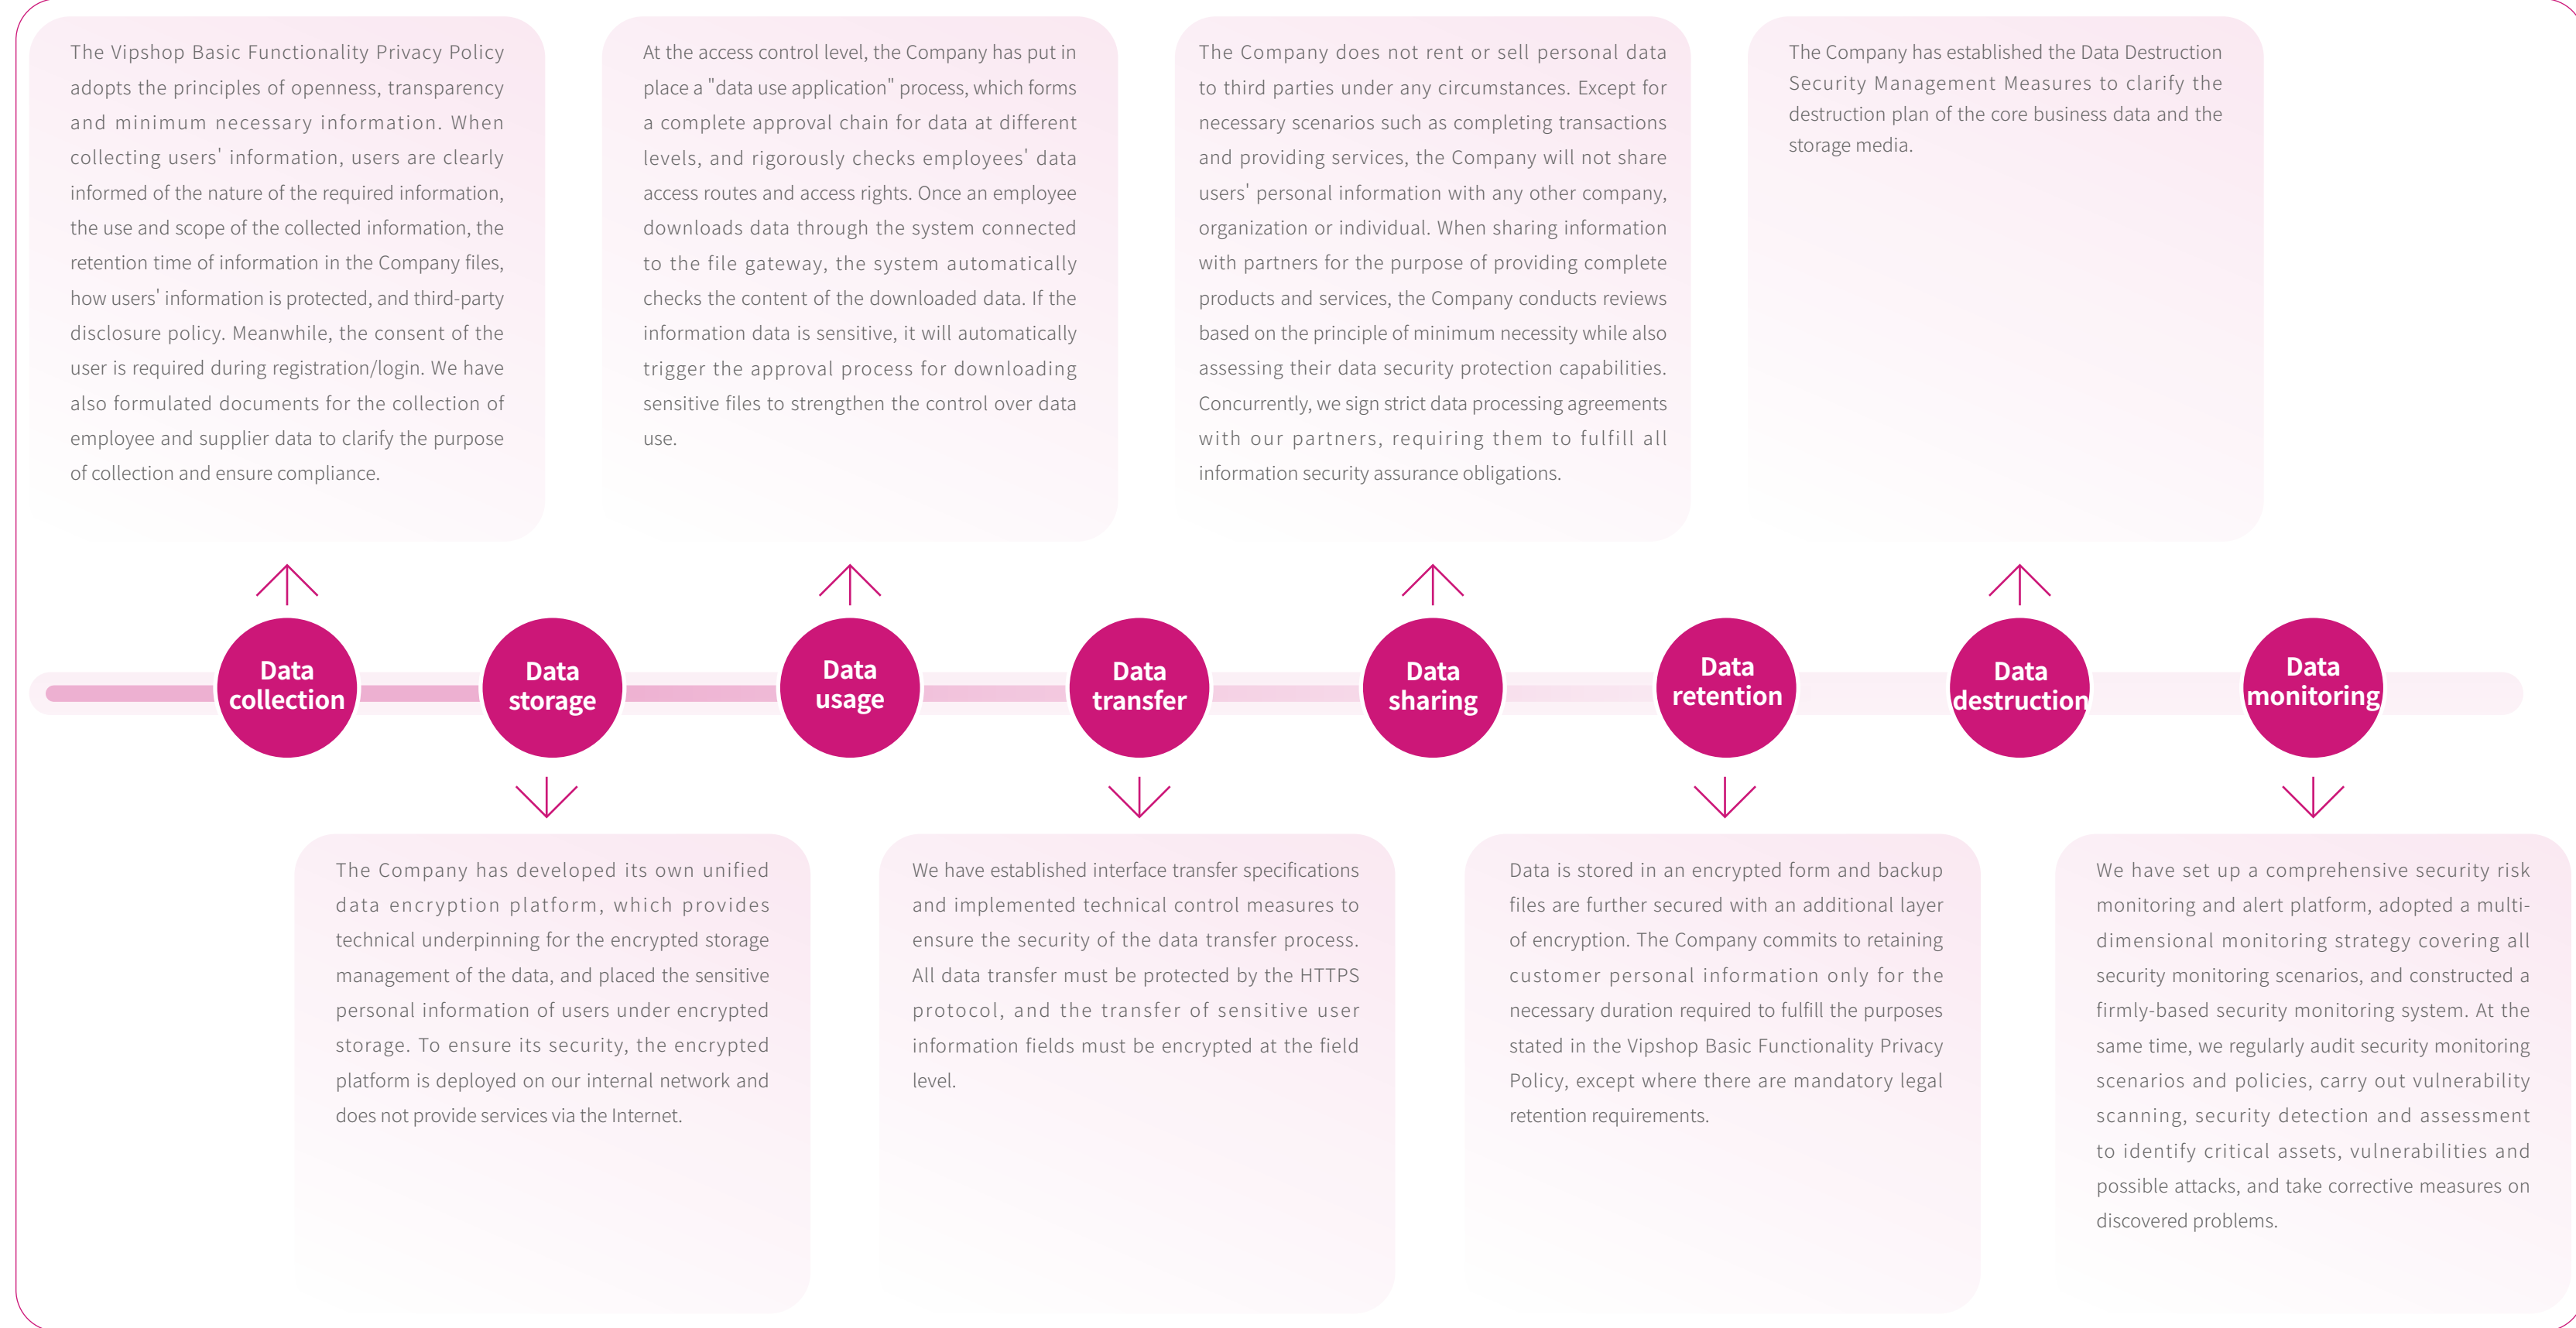 The Vipshop Basic Functionality Privacy Policy
adopts the principles of openness, transparency
and minimum necessary information. When
collecting users' information, users are clearly
informed of the nature of the required information,
the use and scope of the collected information, the
retention time of information in the Company files,
how users' information is protected, and third-party
disclosure policy. Meanwhile, the consent of the
user is required during registration/login. We have
also formulated documents for the collection of
employee and supplier data to clarify the purpose
of collection and ensure compliance.
At the access control level, the Company has put in
place a "data use application" process, which forms
a complete approval chain for data at different
levels, and rigorously checks employees' data
access routes and access rights. Once an employee
downloads data through the system connected
to the file gateway, the system automatically
checks the content of the downloaded data. If the
information data is sensitive, it will automatically
trigger the approval process for downloading
sensitive files to strengthen the control over data
use.
The Company does not rent or sell personal data
to third parties under any circumstances. Except for
necessary scenarios such as completing transactions
and providing services, the Company will not share
users' personal information with any other company,
organization or individual. When sharing information
with partners for the purpose of providing complete
products and services, the Company conducts reviews
based on the principle of minimum necessity while also
assessing their data security protection capabilities.
Concurrently, we sign strict data processing agreements
with our partners, requiring them to fulfill all
information security assurance obligations.
The Company has established the Data Destruction
Security Management Measures to clarify the
destruction plan of the core business data and the
storage media.
Data
collection
Data
storage
Data
usage
Data
transfer
Data
sharing
Data
retention
Data
destruction
Data
monitoring
The Company has developed its own unified
data encryption platform, which provides
technical underpinning for the encrypted storage
management of the data, and placed the sensitive
personal information of users under encrypted
storage. To ensure its security, the encrypted
platform is deployed on our internal network and
does not provide services via the Internet.
We have established interface transfer specifications
and implemented technical control measures to
ensure the security of the data transfer process.
All data transfer must be protected by the HTTPS
protocol, and the transfer of sensitive user
information fields must be encrypted at the field
level.
Data is stored in an encrypted form and backup
files are further secured with an additional layer
of encryption. The Company commits to retaining
customer personal information only for the
necessary duration required to fulfill the purposes
stated in the Vipshop Basic Functionality Privacy
Policy, except where there are mandatory legal
retention requirements.
We have set up a comprehensive security risk
monitoring and alert platform, adopted a multi-
dimensional monitoring strategy covering all
security monitoring scenarios, and constructed a
firmly-based security monitoring system. At the
same time, we regularly audit security monitoring
scenarios and policies, carry out vulnerability
scanning, security detection and assessment
to identify critical assets, vulnerabilities and
possible attacks, and take corrective measures on
discovered problems.